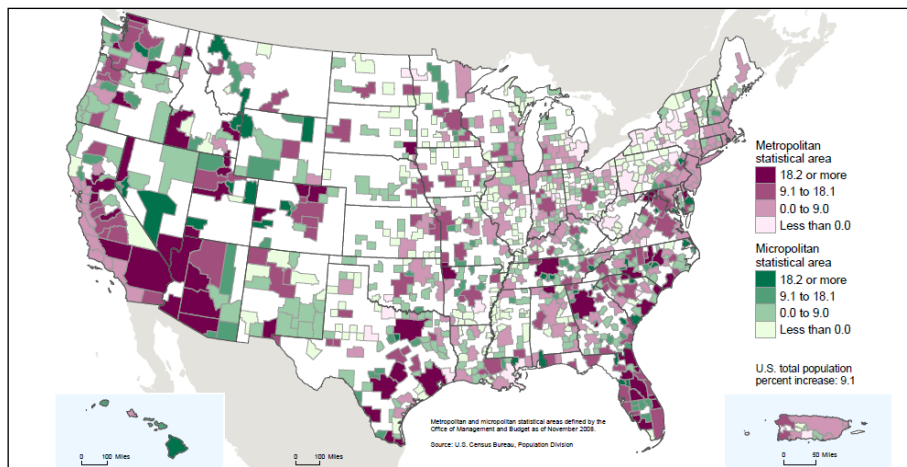 Metropolitan
statistical area
18.2 or more
9.1 to 18.1
0.0 to 9.0
Less than 0.0
Micropolitan
statistical area
18.2 or more
9.1 to 18.1
0.0 to 9.0
Less than 0.0
U.S. total population
percent increase: 9.1
Metropolitan and micropolitan statistical areas defined by the
Office of Management and Budget as of November 2008.
Source: U.S. Census Bureau, Population Division
0 100 Miles
0 100 Miles
0 50 Miles